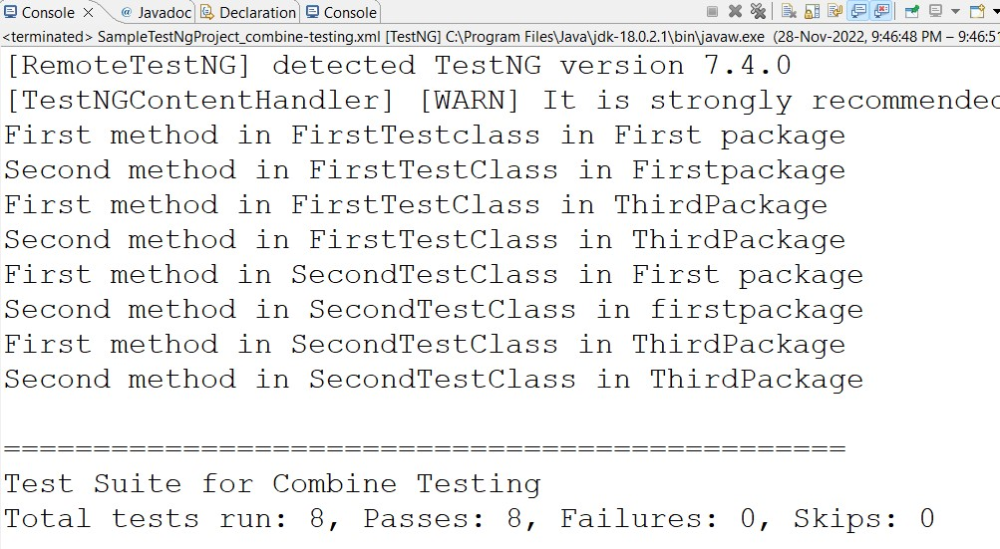 Console Javadoc Declaration Console
<terminated> SampleTestNgProject_combine-testing.xml [TestNG] C:\Program Files\Java\jdk-18.0.2.1\bin\javaw.exe (28-Nov-2022, 9:46:48 PM – 9:46:51
[RemoteTestNG] detected TestNG version 7.4.0
[TestNGContentHandler] [WARN] It is strongly recommended
First method in FirstTestclass in First package
Second method in FirstTestClass in Firstpackage
First method in FirstTestClass in ThirdPackage
Second method in FirstTestClass in ThirdPackage
First method in SecondTestClass in First package
Second method in SecondTestClass in firstpackage
First method in SecondTestClass in ThirdPackage
Second method in SecondTestClass in ThirdPackage
===============================================
Test Suite for Combine Testing
Total tests run: 8, Passes: 8, Failures: 0, Skips: 0